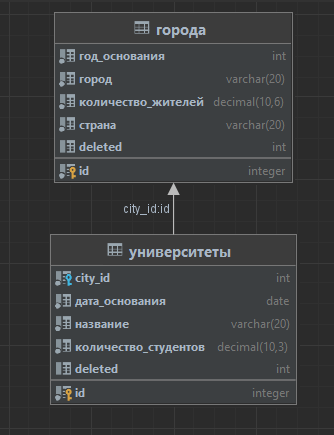 города
год_основания int
город varchar(20)
количество_жителей decimal(10,6)
страна varchar(20)
deleted int
id integer
city_id:id
университеты
city_id int
дата_основания date
название varchar(20)
количество_студентов decimal(10,3)
deleted int
id integer